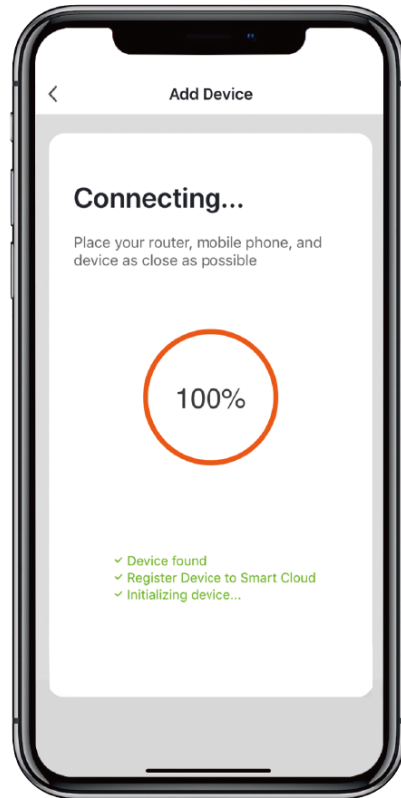 Add Device
Connecting...
Place your router, mobile phone, and
device as close as possible
100%
✓ Device found
✓ Register Device to Smart Cloud
✓ Initializing device...